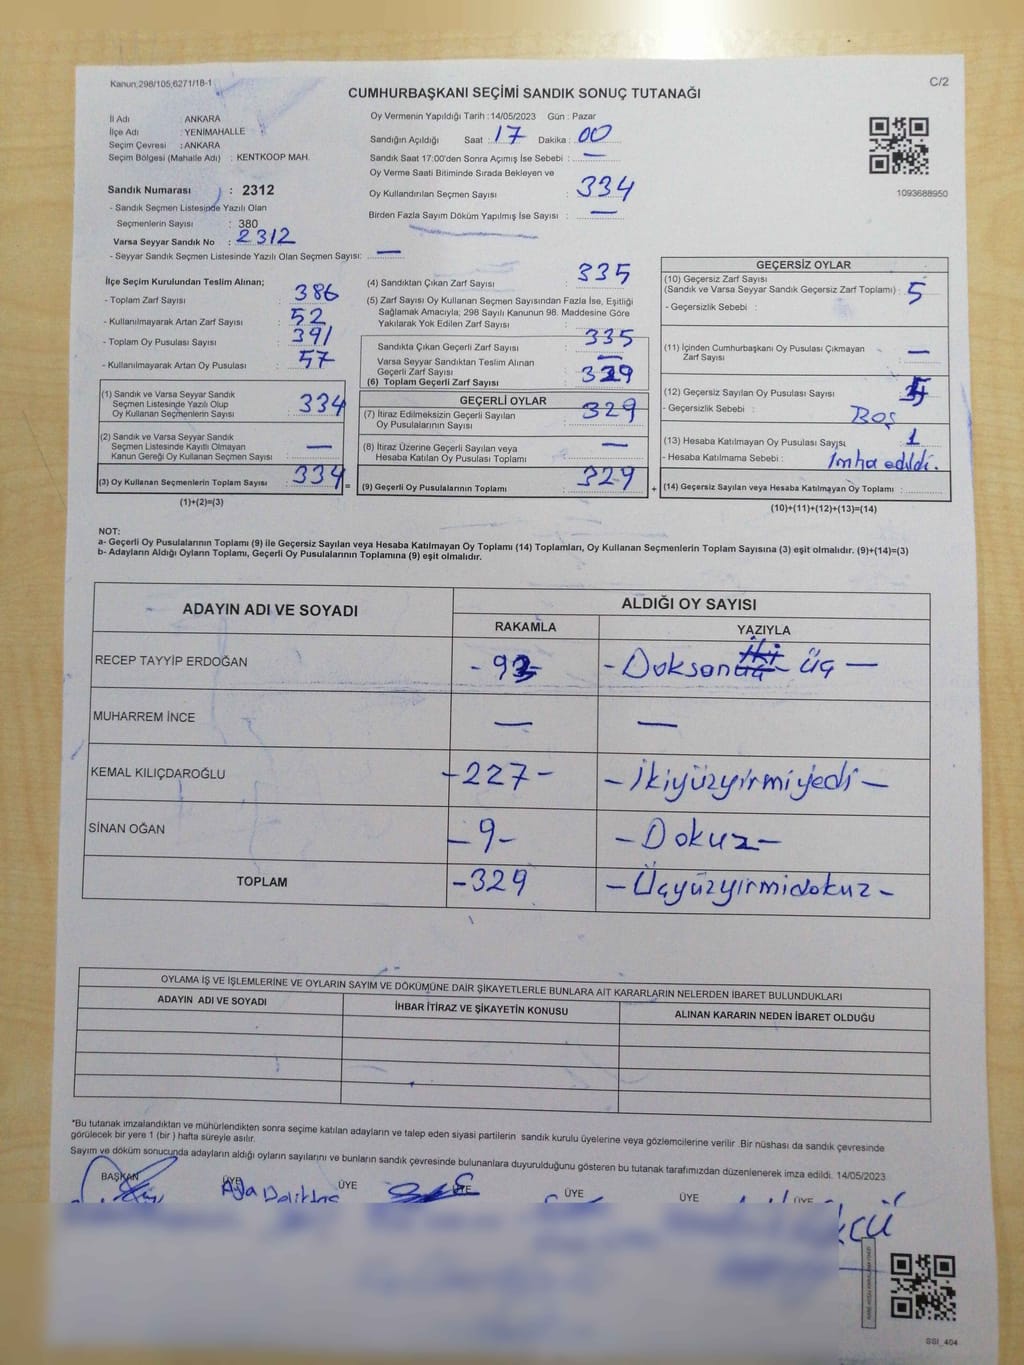 Kanun:298/105,6271/18-1
C/2
CUMHURBAŞKANI SEÇİMİ SANDIK SONUÇ TUTANAĞI
İl Adı ANKARA
İlçe Adı : YENİMAHALLE
Seçim Çevresi : ANKARA
Seçim Bölgesi (Mahalle Adı) : KENTKOOP MAH.
Sandık Numarası : 2312
- Sandık Seçmen Listesinde Yazılı Olan
Seçmenlerin Sayısı : 380
Varsa Seyyar Sandık No : 2312
- Seyyar Sandık Seçmen Listesinde Yazılı Olan Seçmen Sayısı: —
Oy Vermenin Yapıldığı Tarih : 14/05/2023 Gün : Pazar
Sandığın Açıldığı Saat : 17 Dakika : 00
Sandık Saat 17:00'den Sonra Açımış İse Sebebi : —
Oy Verme Saati Bitiminde Sırada Bekleyen ve
Oy Kullandırılan Seçmen Sayısı : 334
Birden Fazla Sayım Döküm Yapılmış İse Sayısı : —
1093688950
İlçe Seçim Kurulundan Teslim Alınan;
- Toplam Zarf Sayısı : 386
- Kullanılmayarak Artan Zarf Sayısı : 52
- Toplam Oy Pusulası Sayısı : 391
- Kullanılmayarak Artan Oy Pusulası : 57
(1) Sandık ve Varsa Seyyar Sandık
Seçmen Listesinde Yazılı Olup
Oy Kullanan Seçmenlerin Sayısı : 334
(2) Sandık ve Varsa Seyyar Sandık
Seçmen Listesinde Kayıtlı Olmayan
Kanun Gereği Oy Kullanan Seçmen Sayısı : —
(3) Oy Kullanan Seçmenlerin Toplam Sayısı : 334 =
(1)+(2)=(3)
(4) Sandıktan Çıkan Zarf Sayısı : 335
(5) Zarf Sayısı Oy Kullanan Seçmen Sayısından Fazla İse, Eşitliği
Sağlamak Amacıyla; 298 Sayılı Kanunun 98. Maddesine Göre
Yakılarak Yok Edilen Zarf Sayısı :
Sandıkta Çıkan Geçerli Zarf Sayısı : 335
Varsa Seyyar Sandıktan Teslim Alınan
Geçerli Zarf Sayısı : —
(6) Toplam Geçerli Zarf Sayısı : 329
GEÇERLİ OYLAR
(7) İtiraz Edilmeksizin Geçerli Sayılan
Oy Pusulalarının Sayısı : 329
(8) İtiraz Üzerine Geçerli Sayılan veya
Hesaba Katılan Oy Pusulası Toplamı : —
(9) Geçerli Oy Pusulalarının Toplamı : 329 +
GEÇERSİZ OYLAR
(10) Geçersiz Zarf Sayısı
(Sandık ve Varsa Seyyar Sandık Geçersiz Zarf Toplamı) : 5
- Geçersizlik Sebebi :
(11) İçinden Cumhurbaşkanı Oy Pusulası Çıkmayan
Zarf Sayısı : —
(12) Geçersiz Sayılan Oy Pusulası Sayısı :
- Geçersizlik Sebebi : Boş
(13) Hesaba Katılmayan Oy Pusulası Sayısı : 1
- Hesaba Katılmama Sebebi : İmha edildi.
(14) Geçersiz Sayılan veya Hesaba Katılmayan Oy Toplamı :
(10)+(11)+(12)+(13)=(14)
NOT:
a- Geçerli Oy Pusulalarının Toplamı (9) ile Geçersiz Sayılan veya Hesaba Katılmayan Oy Toplamı (14) Toplamları, Oy Kullanan Seçmenlerin Toplam Sayısına (3) eşit olmalıdır. (9)+(14)=(3)
b- Adayların Aldığı Oyların Toplamı, Geçerli Oy Pusulalarının Toplamına (9) eşit olmalıdır.
ADAYIN ADI VE SOYADI ALDIĞI OY SAYISI
RAKAMLA YAZIYLA
RECEP TAYYİP ERDOĞAN -93- -Doksan üç —
MUHARREM İNCE — —
KEMAL KILIÇDAROĞLU -227- -İkiyüzyirmiyedi-
SİNAN OĞAN -9- -Dokuz-
TOPLAM -329 -Üçyüzyirmidokuz-
OYLAMA İŞ VE İŞLEMLERİNE VE OYLARIN SAYIM VE DÖKÜMÜNE DAİR ŞİKAYETLERLE BUNLARA AİT KARARLARIN NELERDEN İBARET BULUNDUKLARI
ADAYIN ADI VE SOYADI İHBAR İTİRAZ VE ŞİKAYETİN KONUSU ALINAN KARARIN NEDEN İBARET OLDUĞU
*Bu tutanak imzalandıktan ve mühürlendikten sonra seçime katılan adayların ve talep eden siyasi partilerin sandık kurulu üyelerine veya gözlemcilerine verilir .Bir nüshası da sandık çevresinde
görülecek bir yere 1 (bir ) hafta süreyle asılır.
Sayım ve döküm sonucunda adayların aldığı oyların sayılarını ve bunların sandık çevresinde bulunanlara duyurulduğunu gösteren bu tutanak tarafımızdan düzenlenerek imza edildi. 14/05/2023
BAŞKAN ÜYE ÜYE ÜYE ÜYE ÜYE ÜYE
SSI_404